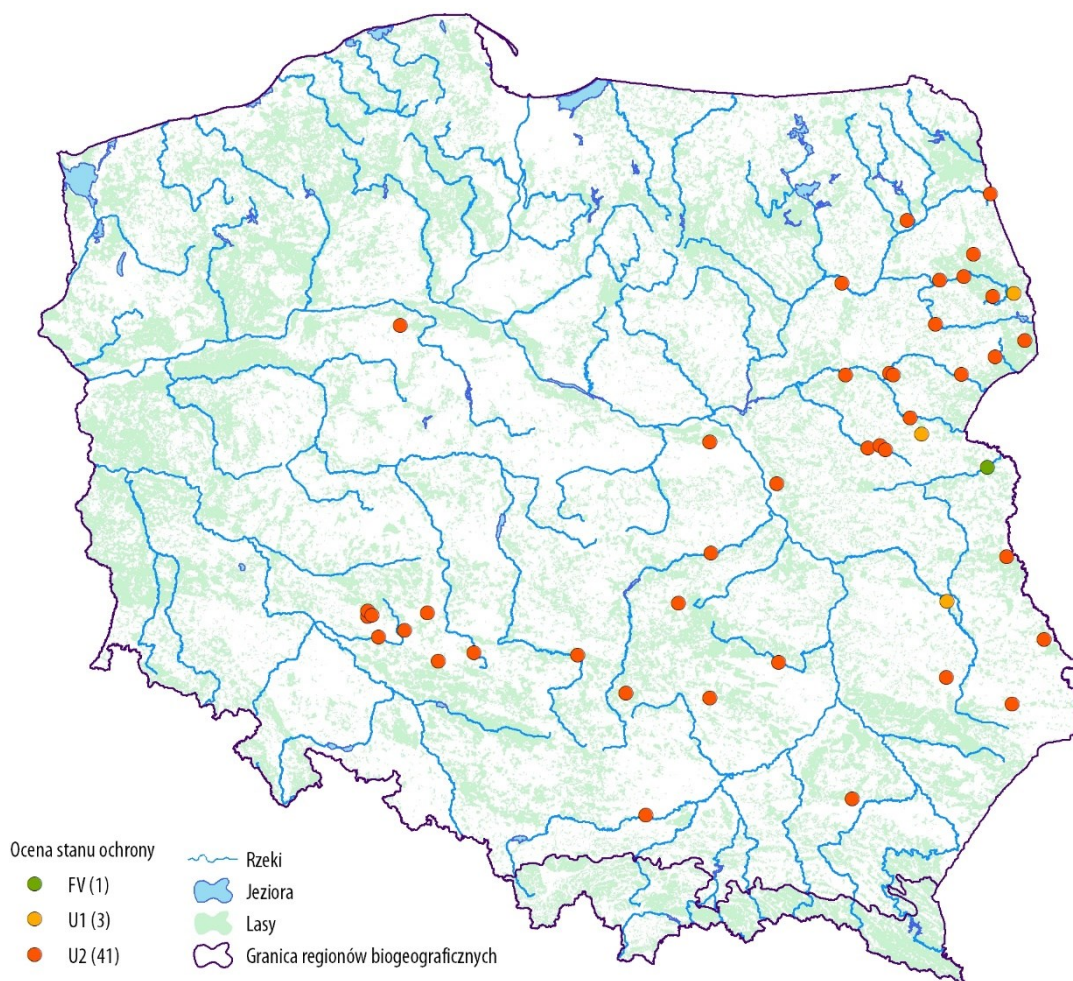 Ocena stanu ochrony
FV (1)
U1 (3)
U2 (41)
Rzeki
Jeziora
Lasy
Granica regionów biogeograficznych